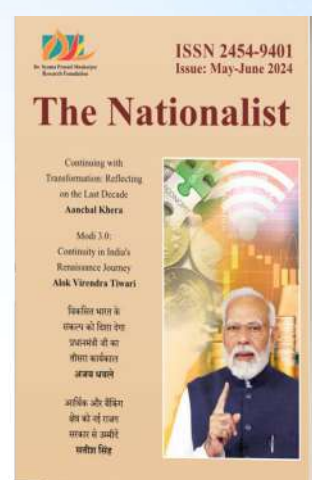 Dr. Syama Prasad Mookerjee
Research Foundation
ISSN 2454-9401
Issue: May-June 2024
The Nationalist
Continuing with
Transformation: Reflecting
on the Last Decade
Aanchal Khera
Modi 3.0:
Continuity in India's
Renaissance Journey
Alok Virendra Tiwari
विकसित भारत के
संकल्प को दिशा देगा
प्रधानमंत्री जी का
तीसरा कार्यकाल
अजय धवले
आर्थिक और बैंकिंग
क्षेत्र को नई राजग
सरकार से उम्मीदें
सतीश सिंह